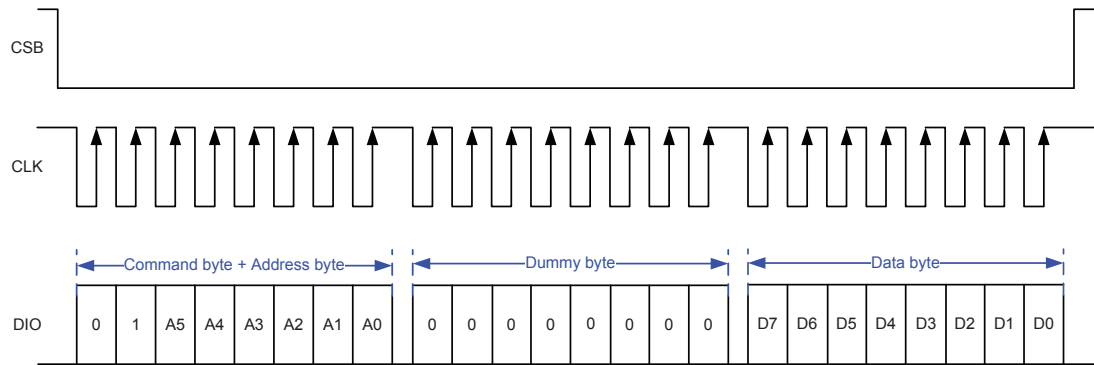 CSB
CLK
Command byte + Address byte Dummy byte Data byte
DIO 0 1 A5 A4 A3 A2 A1 A0 0 0 0 0 0 0 0 0 D7 D6 D5 D4 D3 D2 D1 D0